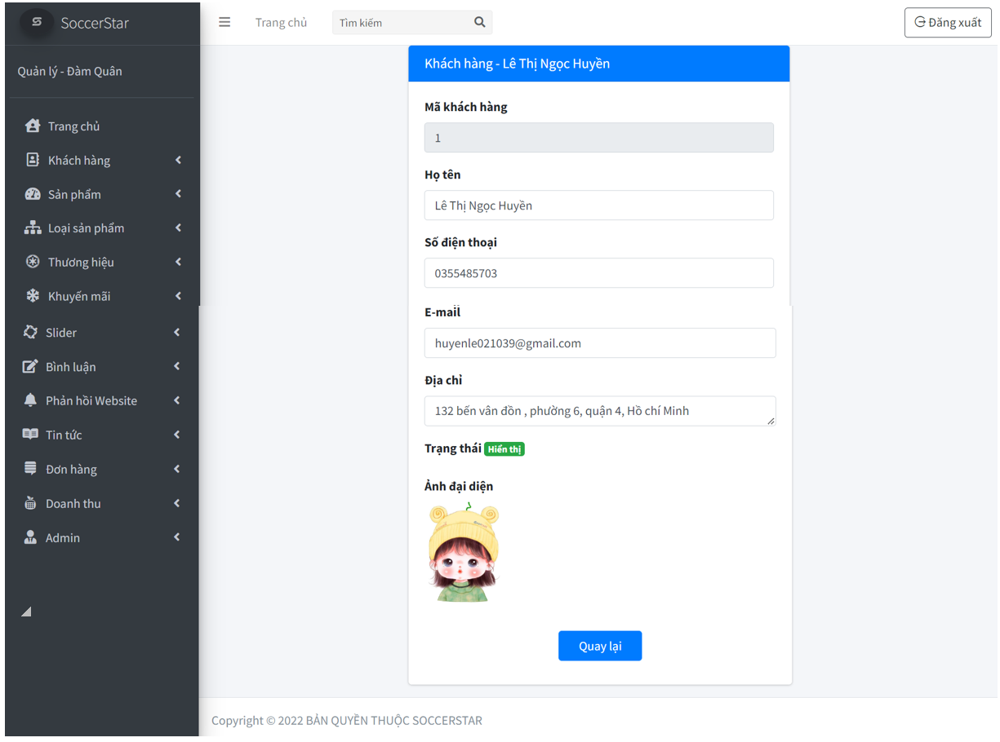 SoccerStar
Trang chủ
Tìm kiếm
Đăng xuất
Quản lý - Đàm Quân
Trang chủ
Khách hàng
Sản phẩm
Loại sản phẩm
Thương hiệu
Khuyến mãi
Slider
Bình luận
Phản hồi Website
Tin tức
Đơn hàng
Doanh thu
Admin
Khách hàng - Lê Thị Ngọc Huyền
Mã khách hàng
1
Họ tên
Lê Thị Ngọc Huyền
Số điện thoại
0355485703
E-mail
huyenle021039@gmail.com
Địa chỉ
132 bến vân đồn , phường 6, quận 4, Hồ chí Minh
Trạng thái Hiển thị
Ảnh đại diện
Quay lại
Copyright © 2022 BẢN QUYỀN THUỘC SOCCERSTAR